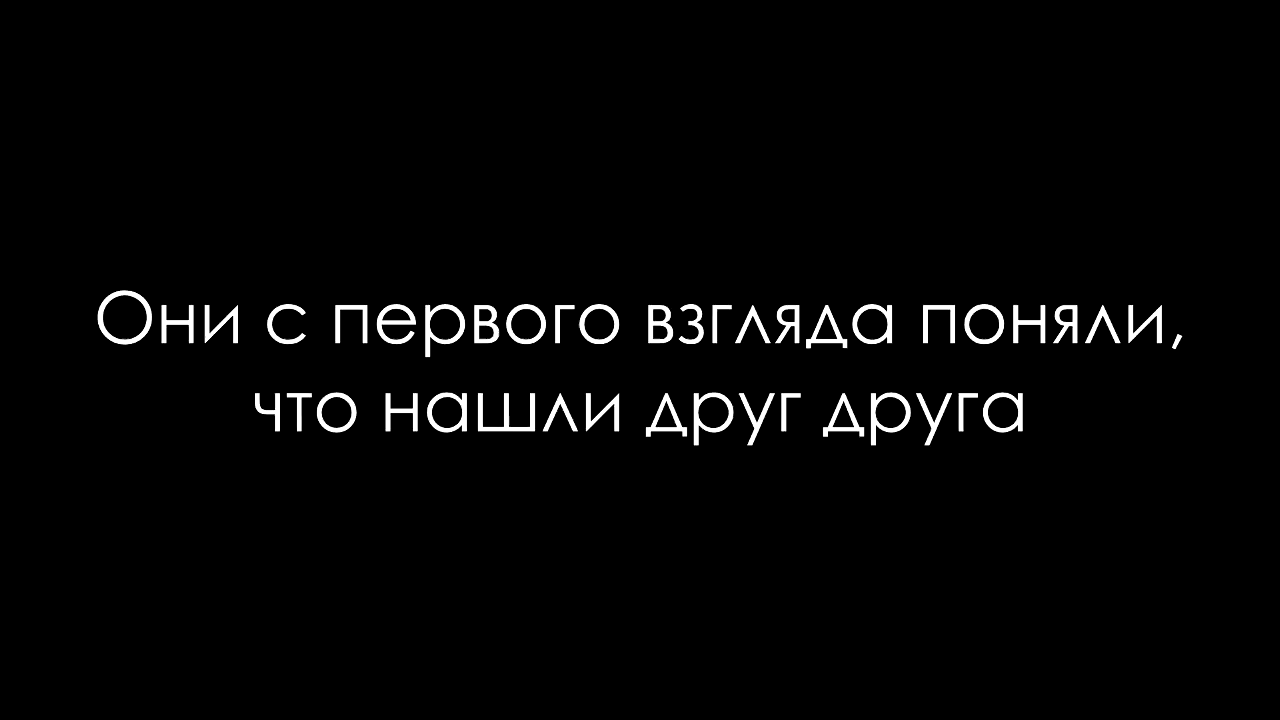 Они с первого взгляда поняли,
что нашли друг друга